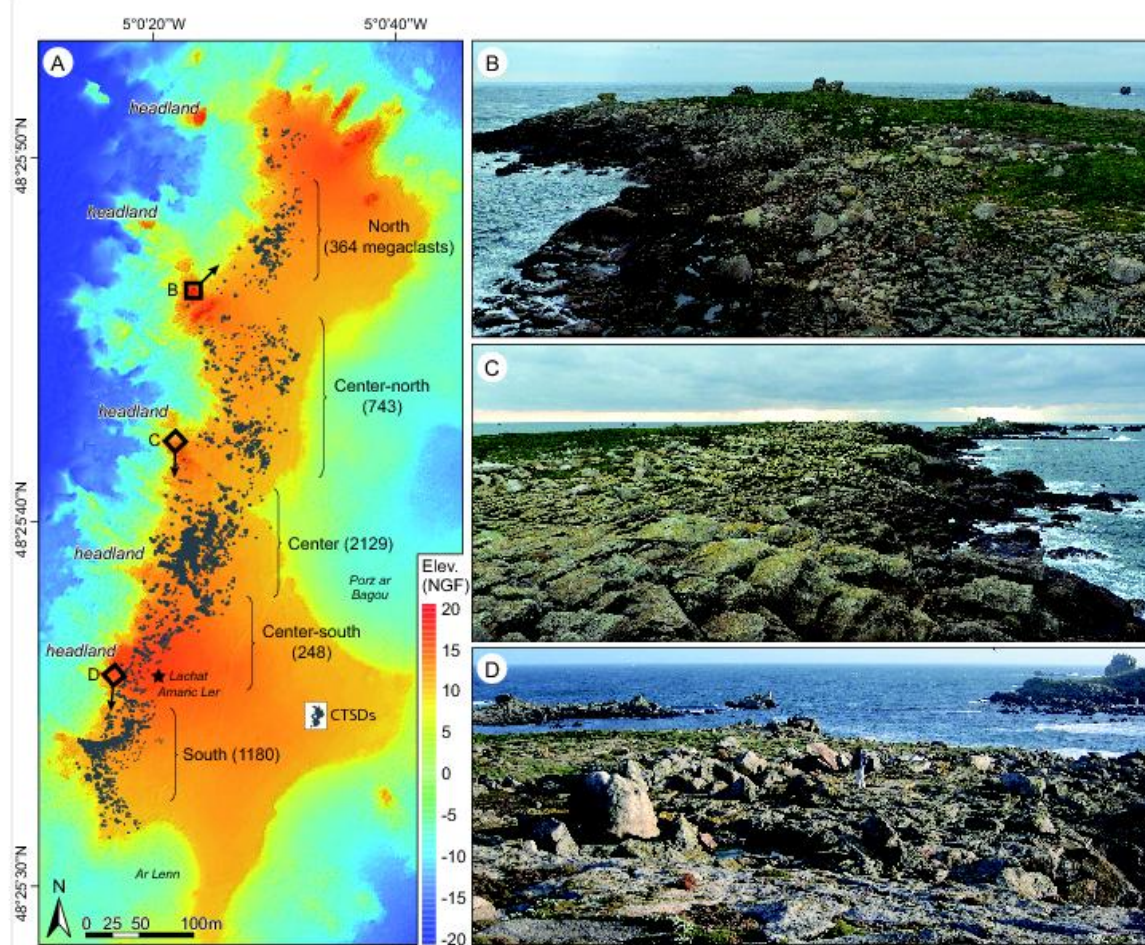 5°0'20"W
5°0'40"W
A
headland
48°25'50"N
headland
North
(364 megaclasts)
B
Center-north
(743)
headland
C
48°25'40"N
headland
Center (2129)
Porz ar
Bagou
Elev.
(NGF)
20
15
10
5
0
-5
-10
-15
-20
Center-south
(248)
headland
D
Lachat
Amaric Ler
CTSDs
South (1180)
48°25'30"N
Ar Lenn
N
0 25 50 100m
B
C
D